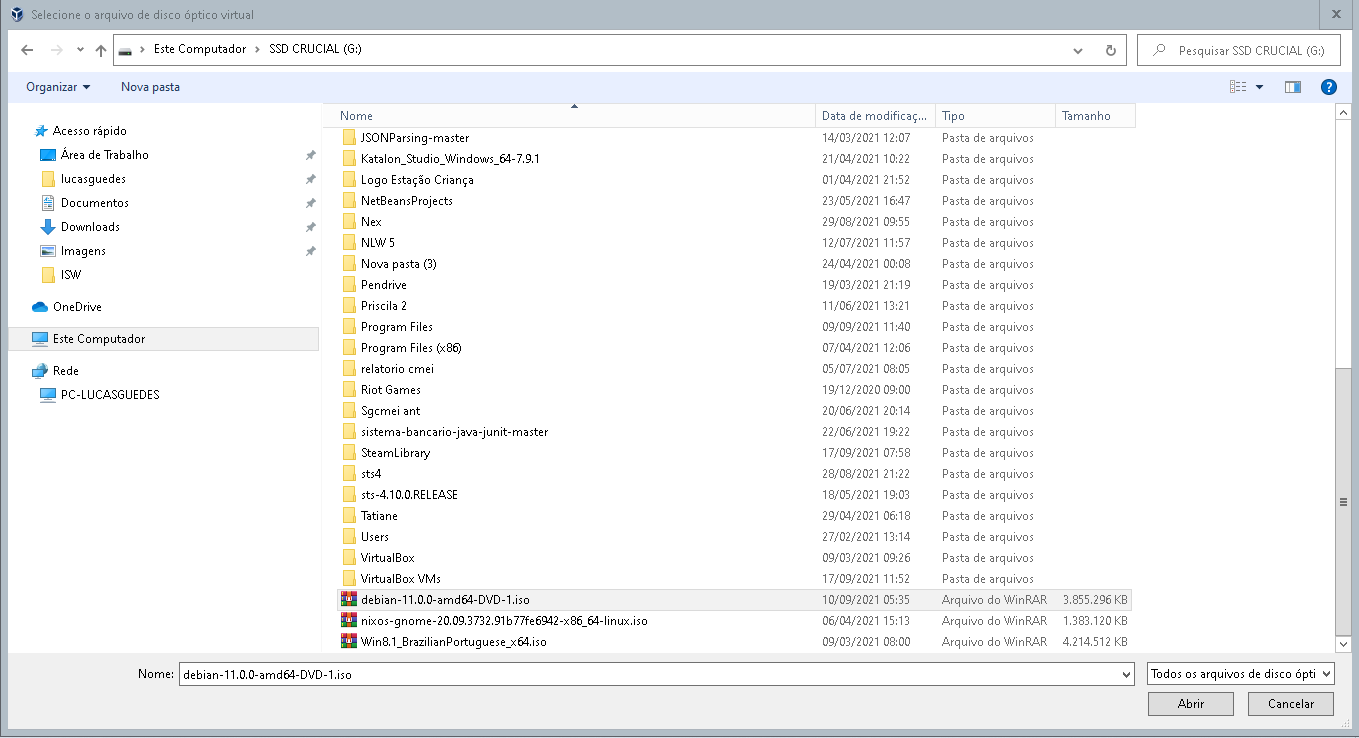 Selecione o arquivo de disco óptico virtual
Este Computador > SSD CRUCIAL (G:)
Pesquisar SSD CRUCIAL (G:)
Organizar Nova pasta
Acesso rápido
Área de Trabalho
lucasguedes
Documentos
Downloads
Imagens
ISW
OneDrive
Este Computador
Rede
PC-LUCASGUEDES
Nome Data de modificaç... Tipo Tamanho
JSONParsing-master 14/03/2021 12:07 Pasta de arquivos
Katalon_Studio_Windows_64-7.9.1 21/04/2021 10:22 Pasta de arquivos
Logo Estação Criança 01/04/2021 21:52 Pasta de arquivos
NetBeansProjects 23/05/2021 16:47 Pasta de arquivos
Nex 29/08/2021 09:55 Pasta de arquivos
NLW 5 12/07/2021 11:57 Pasta de arquivos
Nova pasta (3) 24/04/2021 00:08 Pasta de arquivos
Pendrive 19/03/2021 21:19 Pasta de arquivos
Priscila 2 11/06/2021 13:21 Pasta de arquivos
Program Files 09/09/2021 11:40 Pasta de arquivos
Program Files (x86) 07/04/2021 12:06 Pasta de arquivos
relatorio cmei 05/07/2021 08:05 Pasta de arquivos
Riot Games 19/12/2020 09:00 Pasta de arquivos
Sgcmei ant 20/06/2021 20:14 Pasta de arquivos
sistema-bancario-java-junit-master 22/06/2021 19:22 Pasta de arquivos
SteamLibrary 17/09/2021 07:58 Pasta de arquivos
sts4 28/08/2021 21:22 Pasta de arquivos
sts-4.10.0.RELEASE 18/05/2021 19:03 Pasta de arquivos
Tatiane 29/04/2021 06:18 Pasta de arquivos
Users 27/02/2021 13:14 Pasta de arquivos
VirtualBox 09/03/2021 09:26 Pasta de arquivos
VirtualBox VMs 17/09/2021 11:52 Pasta de arquivos
debian-11.0.0-amd64-DVD-1.iso 10/09/2021 05:35 Arquivo do WinRAR 3.855.296 KB
nixos-gnome-20.09.3732.91b77fe6942-x86_64-linux.iso 06/04/2021 15:13 Arquivo do WinRAR 1.383.120 KB
Win8.1_BrazilianPortuguese_x64.iso 09/03/2021 08:00 Arquivo do WinRAR 4.214.512 KB
Nome: debian-11.0.0-amd64-DVD-1.iso
Todos os arquivos de disco ópti
Abrir Cancelar